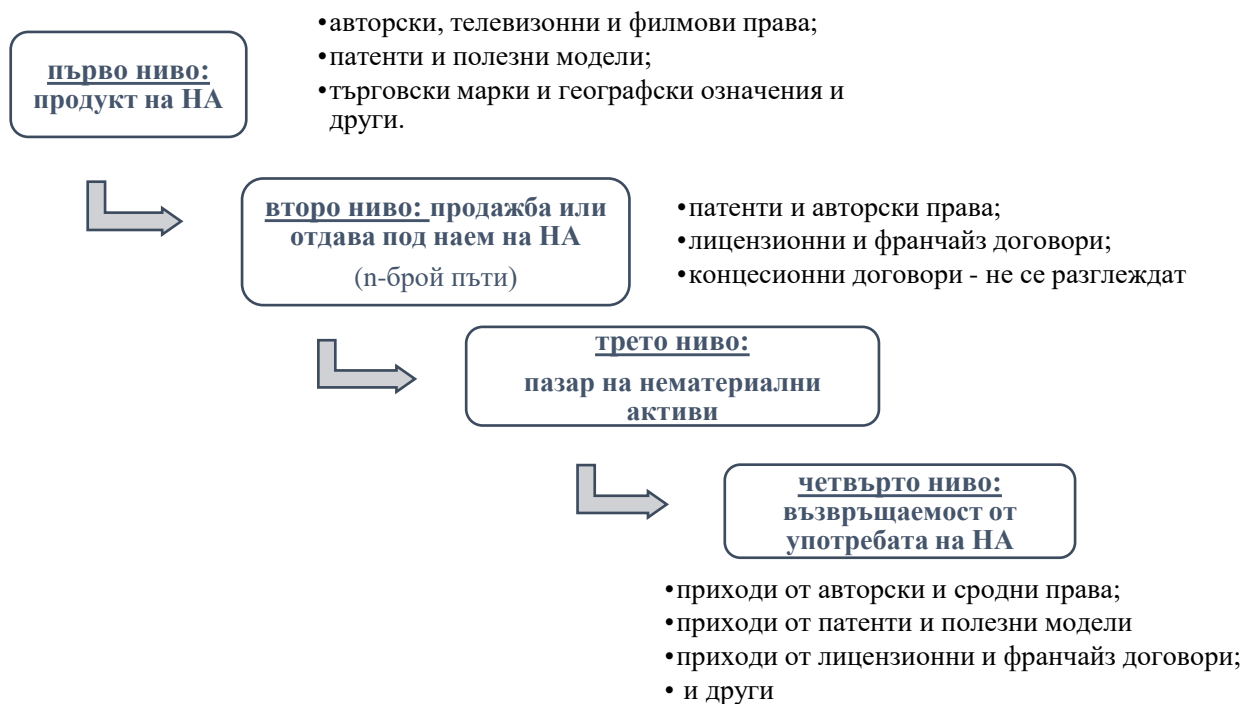 •авторски, телевизонни и филмови права;
•патенти и полезни модели;
•търговски марки и географски означения и
други.
първо ниво:
продукт на НА
второ ниво: продажба или
отдава под наем на НА
(n-брой пъти)
•патенти и авторски права;
•лицензионни и франчайз договори;
•концесионни договори - не се разглеждат
трето ниво:
пазар на нематериални
активи
четвърто ниво:
възвръщаемост от
употребата на НА
•приходи от авторски и сродни права;
•приходи от патенти и полезни модели
•приходи от лицензионни и франчайз договори;
• и други